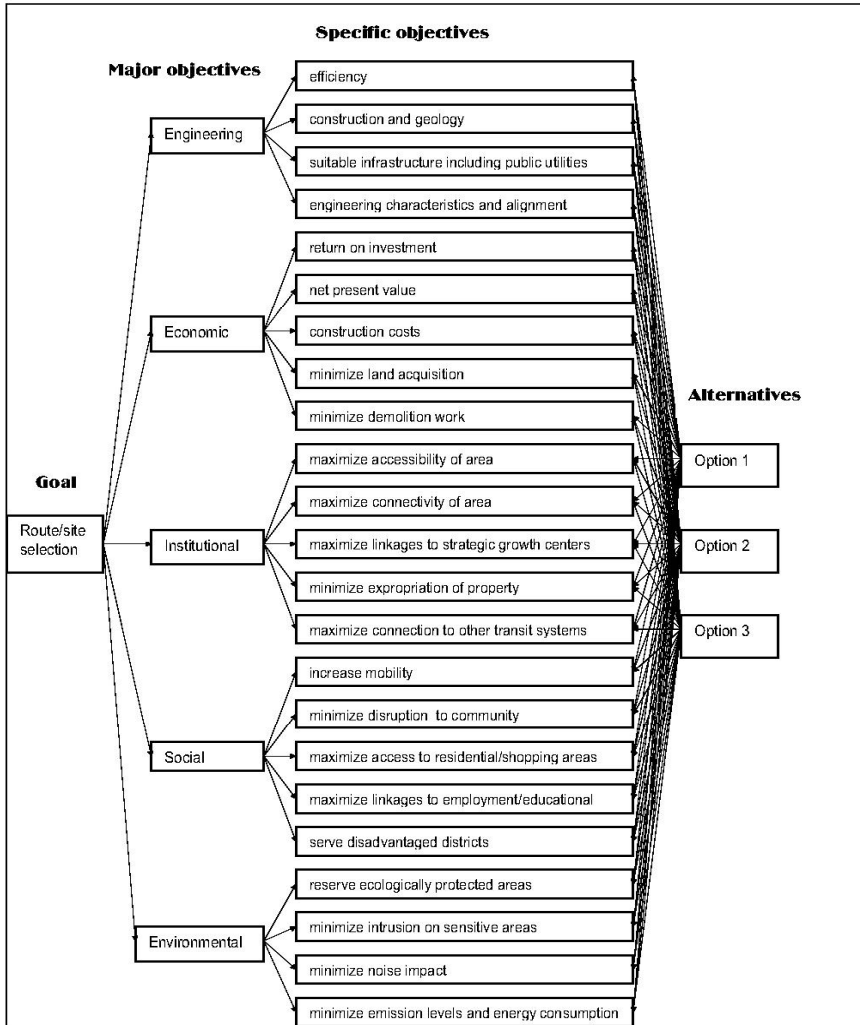 Specific objectives
Major objectives
efficiency
Engineering
construction and geology
suitable infrastructure including public utilities
engineering characteristics and alignment
return on investment
net present value
Economic
construction costs
minimize land acquisition
minimize demolition work
Alternatives
maximize accessibility of area
Option 1
Goal
maximize connectivity of area
Route/site
selection
Institutional
maximize linkages to strategic growth centers
Option 2
minimize expropriation of property
maximize connection to other transit systems
Option 3
increase mobility
minimize disruption to community
Social
maximize access to residential/shopping areas
maximize linkages to employment/educational
serve disadvantaged districts
reserve ecologically protected areas
Environmental
minimize intrusion on sensitive areas
minimize noise impact
minimize emission levels and energy consumption